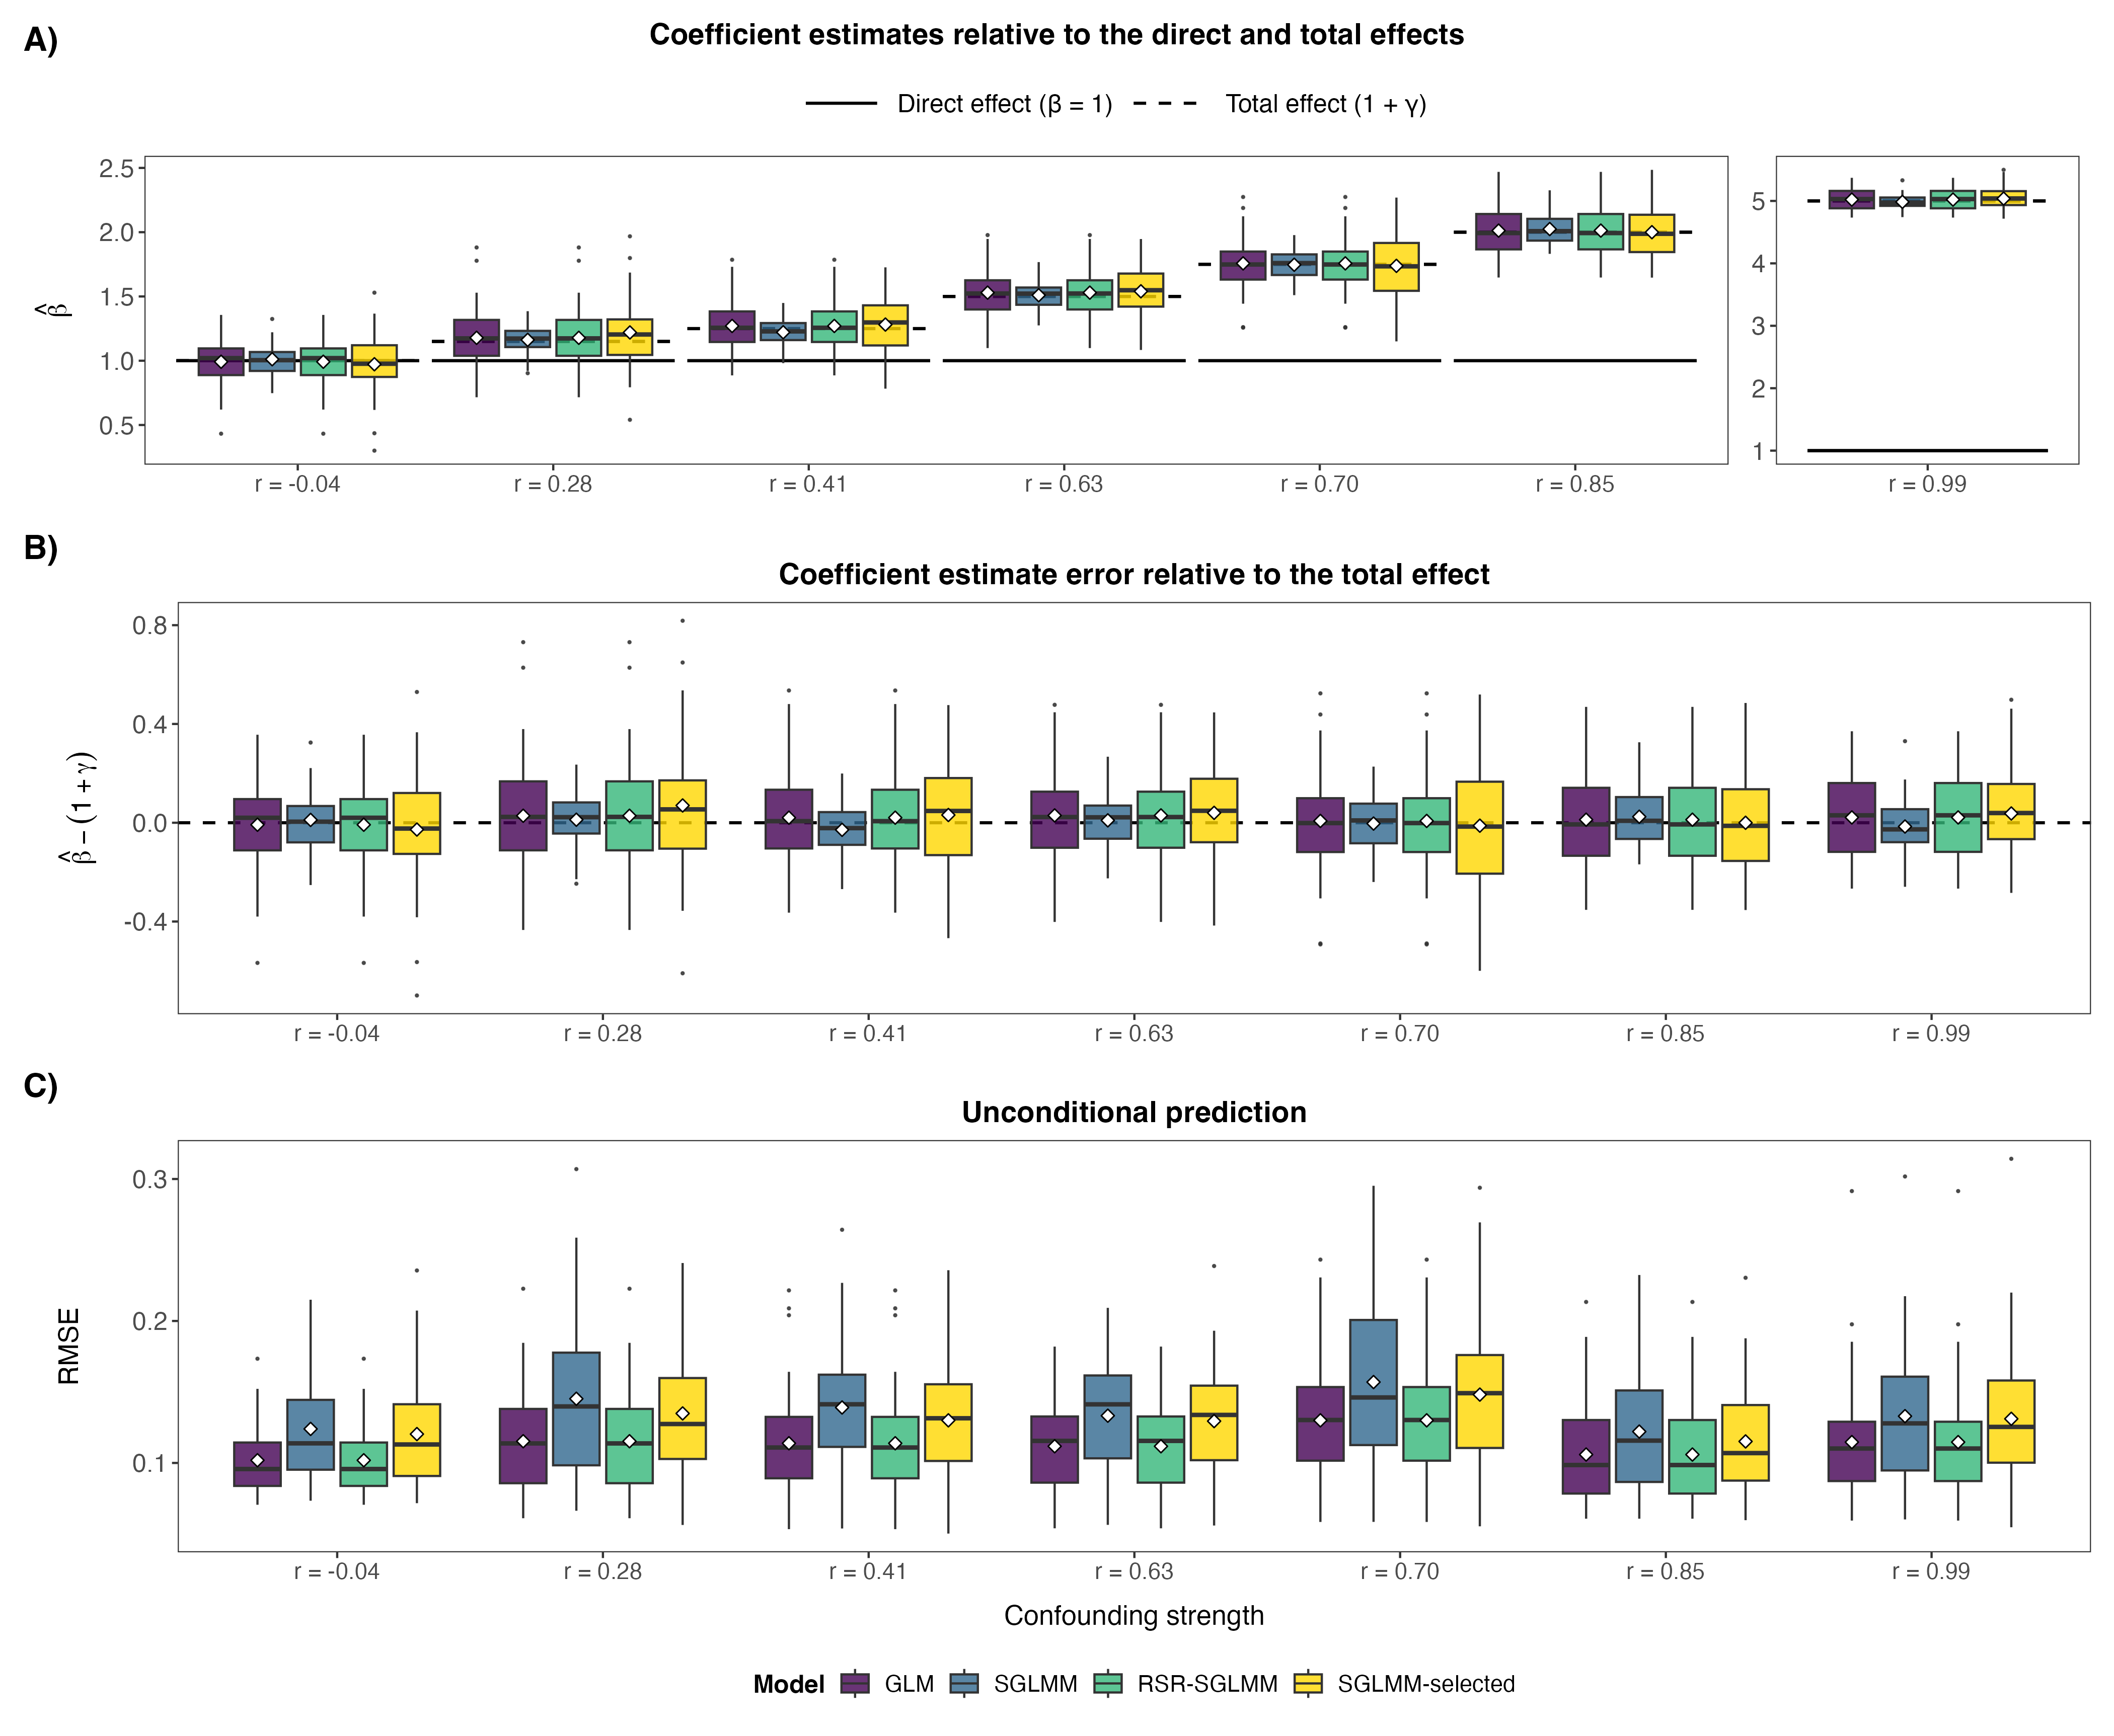 A)
Coefficient estimates relative to the direct and total effects
Direct effect (β = 1)
Total effect (1 + γ)
2.5
2.0
1.5
1.0
0.5
β̂
5
4
3
2
1
r = -0.04
r = 0.28
r = 0.41
r = 0.63
r = 0.70
r = 0.85
r = 0.99
B)
Coefficient estimate error relative to the total effect
0.8
0.4
0.0
-0.4
β̂ − (1 + γ)
r = -0.04
r = 0.28
r = 0.41
r = 0.63
r = 0.70
r = 0.85
r = 0.99
C)
Unconditional prediction
0.3
0.2
0.1
RMSE
r = -0.04
r = 0.28
r = 0.41
r = 0.63
r = 0.70
r = 0.85
r = 0.99
Confounding strength
Model GLM SGLMM RSR-SGLMM SGLMM-selected